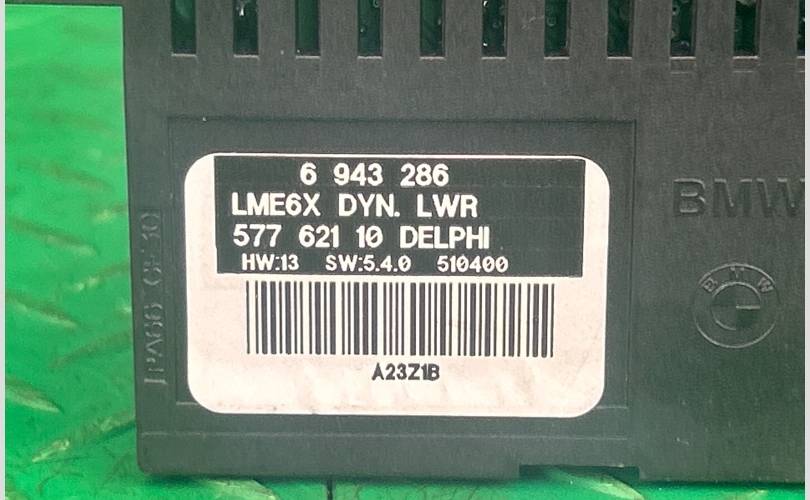 6 943 286
LME6X DYN. LWR
577 621 10 DELPHI
HW:13 SW:5.4.0 510400
A23Z1B
BMW
BMW